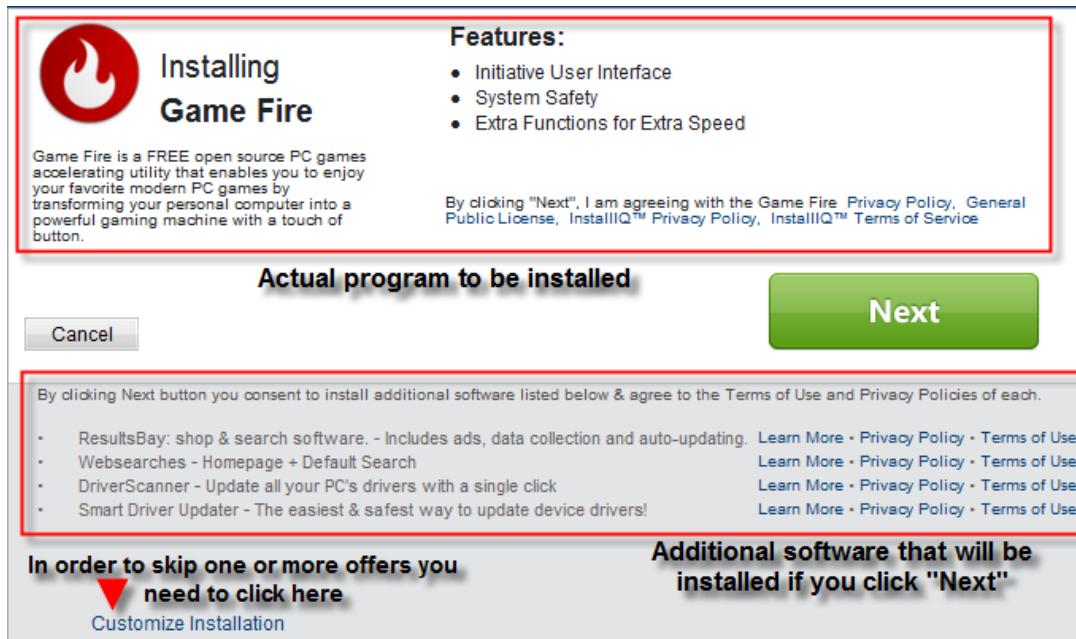 Installing
Game Fire
Game Fire is a FREE open source PC games
accelerating utility that enables you to enjoy
your favorite modern PC games by
transforming your personal computer into a
powerful gaming machine with a touch of
button.
Features:
• Initiative User Interface
• System Safety
• Extra Functions for Extra Speed
By clicking "Next", I am agreeing with the Game Fire Privacy Policy, General
Public License, InstallIQ™ Privacy Policy, InstallIQ™ Terms of Service
Actual program to be installed
Cancel
Next
By clicking Next button you consent to install additional software listed below & agree to the Terms of Use and Privacy Policies of each.
• ResultsBay: shop & search software. - Includes ads, data collection and auto-updating. Learn More • Privacy Policy • Terms of Use
• Websearches - Homepage + Default Search Learn More • Privacy Policy • Terms of Use
• DriverScanner - Update all your PC's drivers with a single click Learn More • Privacy Policy • Terms of Use
• Smart Driver Updater - The easiest & safest way to update device drivers! Learn More • Privacy Policy • Terms of Use
In order to skip one or more offers you
need to click here
Additional software that will be
installed if you click "Next"
Customize Installation